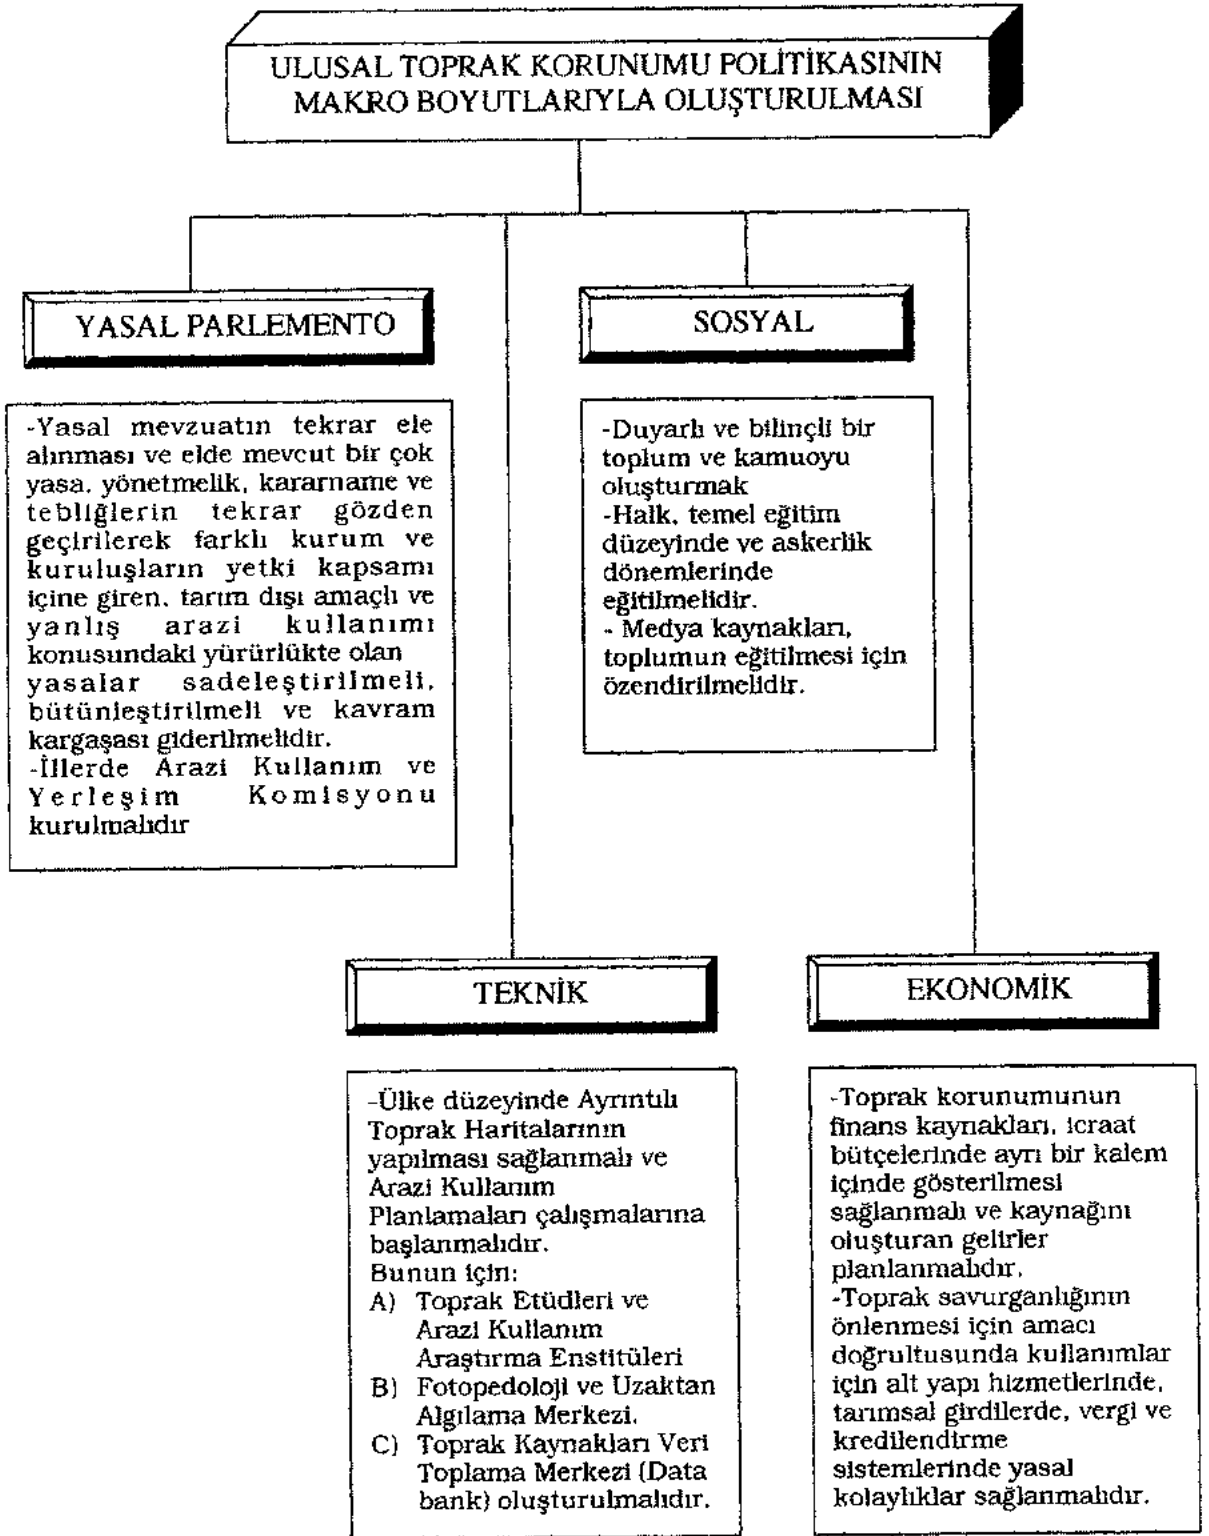 ULUSAL TOPRAK KORUNUMU POLİTİKASININ
MAKRO BOYUTLARIYLA OLUŞTURULMASI
YASAL PARLEMENTO
-Yasal mevzuatın tekrar ele
alınması ve elde mevcut bir çok
yasa, yönetmelik, kararname ve
tebliğlerin tekrar gözden
geçirilerek farklı kurum ve
kuruluşların yetki kapsamı
içine giren, tarım dışı amaçlı ve
yanlış arazi kullanımı
konusundaki yürürlükte olan
yasalar sadeleştirilmeli,
bütünleştirilmeli ve kavram
kargaşası giderilmelidir.
-İllerde Arazi Kullanım ve
Yerleşim Komisyonu
kurulmalıdır
SOSYAL
-Duyarlı ve bilinçli bir
toplum ve kamuoyu
oluşturmak
-Halk, temel eğitim
düzeyinde ve askerlik
dönemlerinde
eğitilmelidir.
- Medya kaynakları,
toplumun eğitilmesi için
özendirilmelidir.
TEKNİK
-Ülke düzeyinde Ayrıntılı
Toprak Haritalarının
yapılması sağlanmalı ve
Arazi Kullanım
Planlamaları çalışmalarına
başlanmalıdır.
Bunun için:
A) Toprak Etüdleri ve
Arazi Kullanım
Araştırma Enstitüleri
B) Fotopedoloji ve Uzaktan
Algılama Merkezi.
C) Toprak Kaynakları Veri
Toplama Merkezi (Data
bank) oluşturulmalıdır.
EKONOMİK
-Toprak korunumunun
finans kaynakları, icraat
bütçelerinde ayrı bir kalem
içinde gösterilmesi
sağlanmalı ve kaynağını
oluşturan gelirler
planlanmalıdır.
-Toprak savurganlığının
önlenmesi için amacı
doğrultusunda kullanımlar
için alt yapı hizmetlerinde,
tarımsal girdilerde, vergi ve
kredilendirme
sistemlerinde yasal
kolaylıklar sağlanmalıdır.